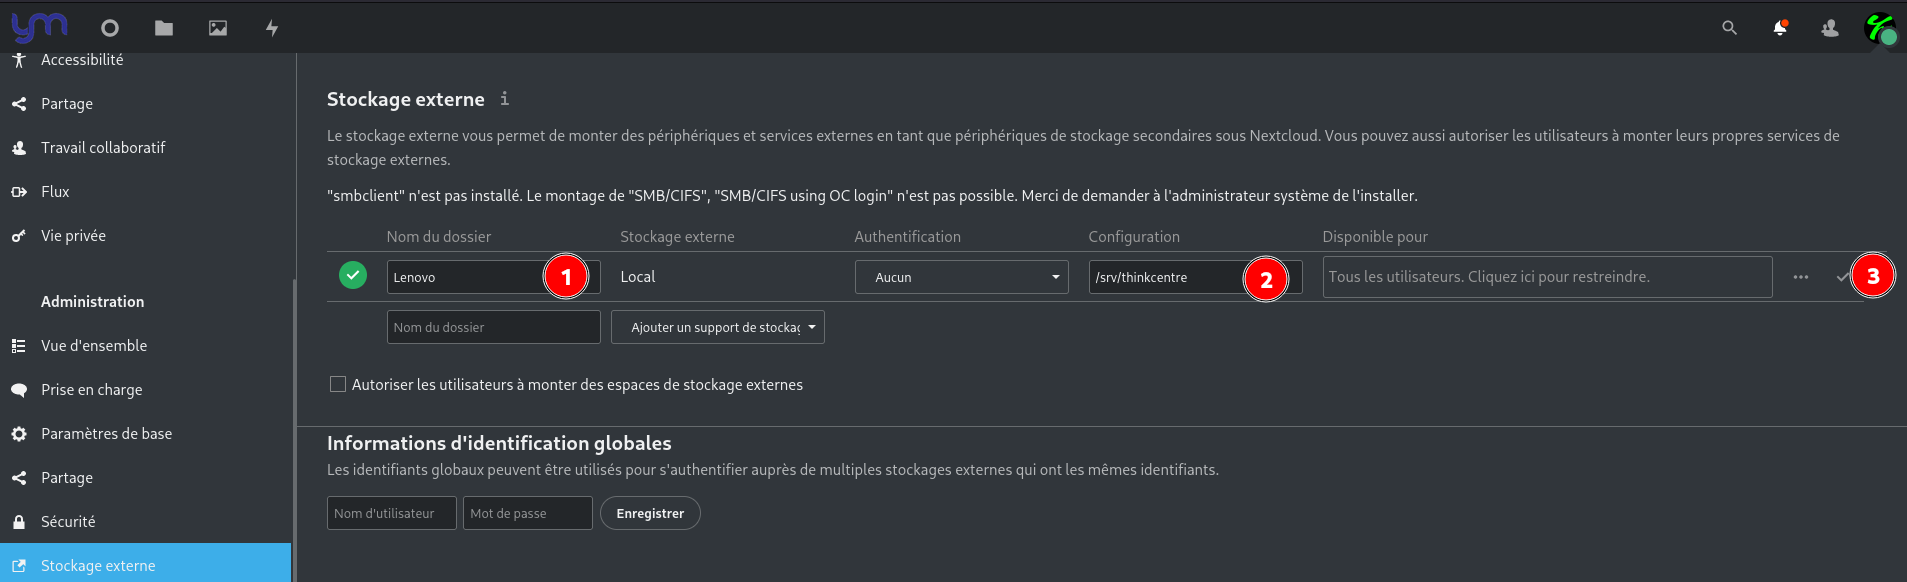 ym
Accessibilité
Partage
Travail collaboratif
Flux
Vie privée
Administration
Vue d'ensemble
Prise en charge
Paramètres de base
Partage
Sécurité
Stockage externe
Stockage externe
Le stockage externe vous permet de monter des périphériques et services externes en tant que périphériques de stockage secondaires sous Nextcloud. Vous pouvez aussi autoriser les utilisateurs à monter leurs propres services de
stockage externes.
"smbclient" n'est pas installé. Le montage de "SMB/CIFS", "SMB/CIFS using OC login" n'est pas possible. Merci de demander à l'administrateur système de l'installer.
Nom du dossier Stockage externe Authentification Configuration Disponible pour
Lenovo 1 Local Aucun /srv/thinkcentre 2 Tous les utilisateurs. Cliquez ici pour restreindre. ... 3
Nom du dossier Ajouter un support de stockag
Autoriser les utilisateurs à monter des espaces de stockage externes
Informations d'identification globales
Les identifiants globaux peuvent être utilisés pour s'authentifier auprès de multiples stockages externes qui ont les mêmes identifiants.
Nom d'utilisateur Mot de passe Enregistrer